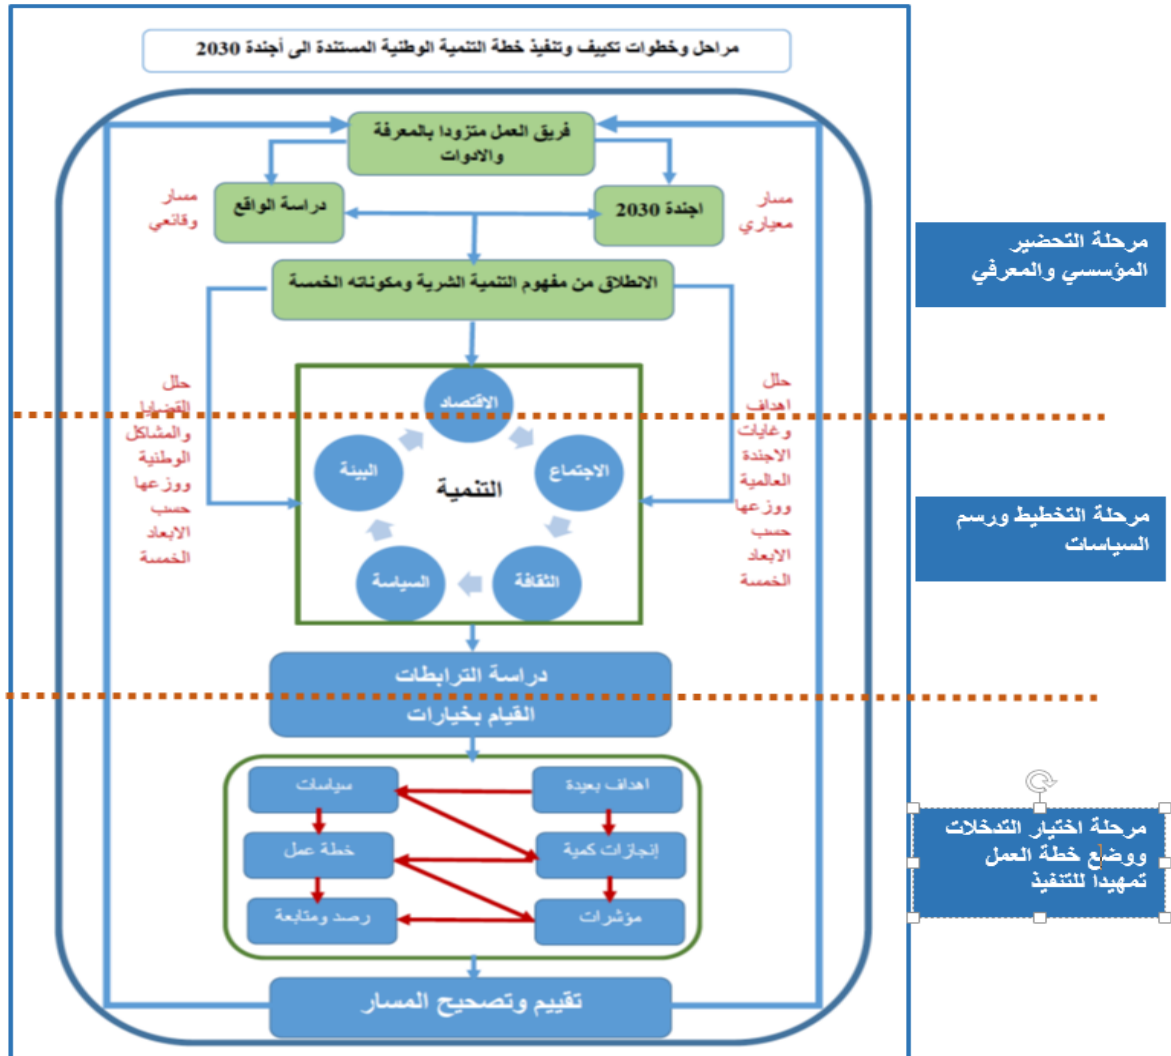 مراحل وخطوات تكييف وتنفيذ خطة التنمية الوطنية المستندة الى أجندة 2030
فريق العمل متزودا بالمعرفة
والادوات
مسار
معياري
اجندة 2030
دراسة الواقع
مسار
وقائعي
الانطلاق من مفهوم التنمية الشرية ومكوناته الخمسة
مرحلة التحضير
المؤسسي والمعرفي
حلل
اهداف
وغايات
الاجندة
العالمية
ووزعها
حسب
الابعاد
الخمسة
الاقتصاد
الاجتماع
الثقافة
السياسة
البيئة
التنمية
حلل
القضايا
والمشاكل
الوطنية
ووزعها
حسب
الابعاد
الخمسة
مرحلة التخطيط ورسم
السياسات
دراسة الترابطات
القيام بخيارات
اهداف بعيدة
سياسات
إنجازات كمية
خطة عمل
مؤشرات
رصد ومتابعة
مرحلة اختيار التدخلات
ووضع خطة العمل
تمهيدا للتنفيذ
تقييم وتصحيح المسار